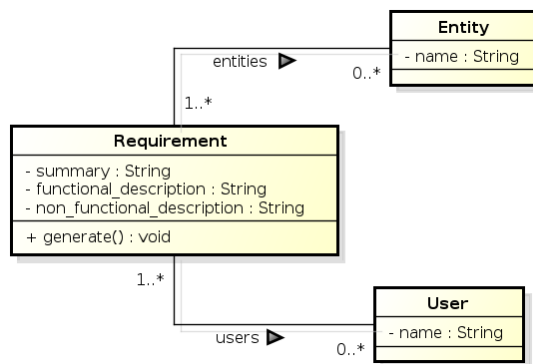 Entity
- name : String
entities
0..*
1..*
Requirement
- summary : String
- functional_description : String
- non_functional_description : String
+ generate() : void
1..*
User
- name : String
users
0..*